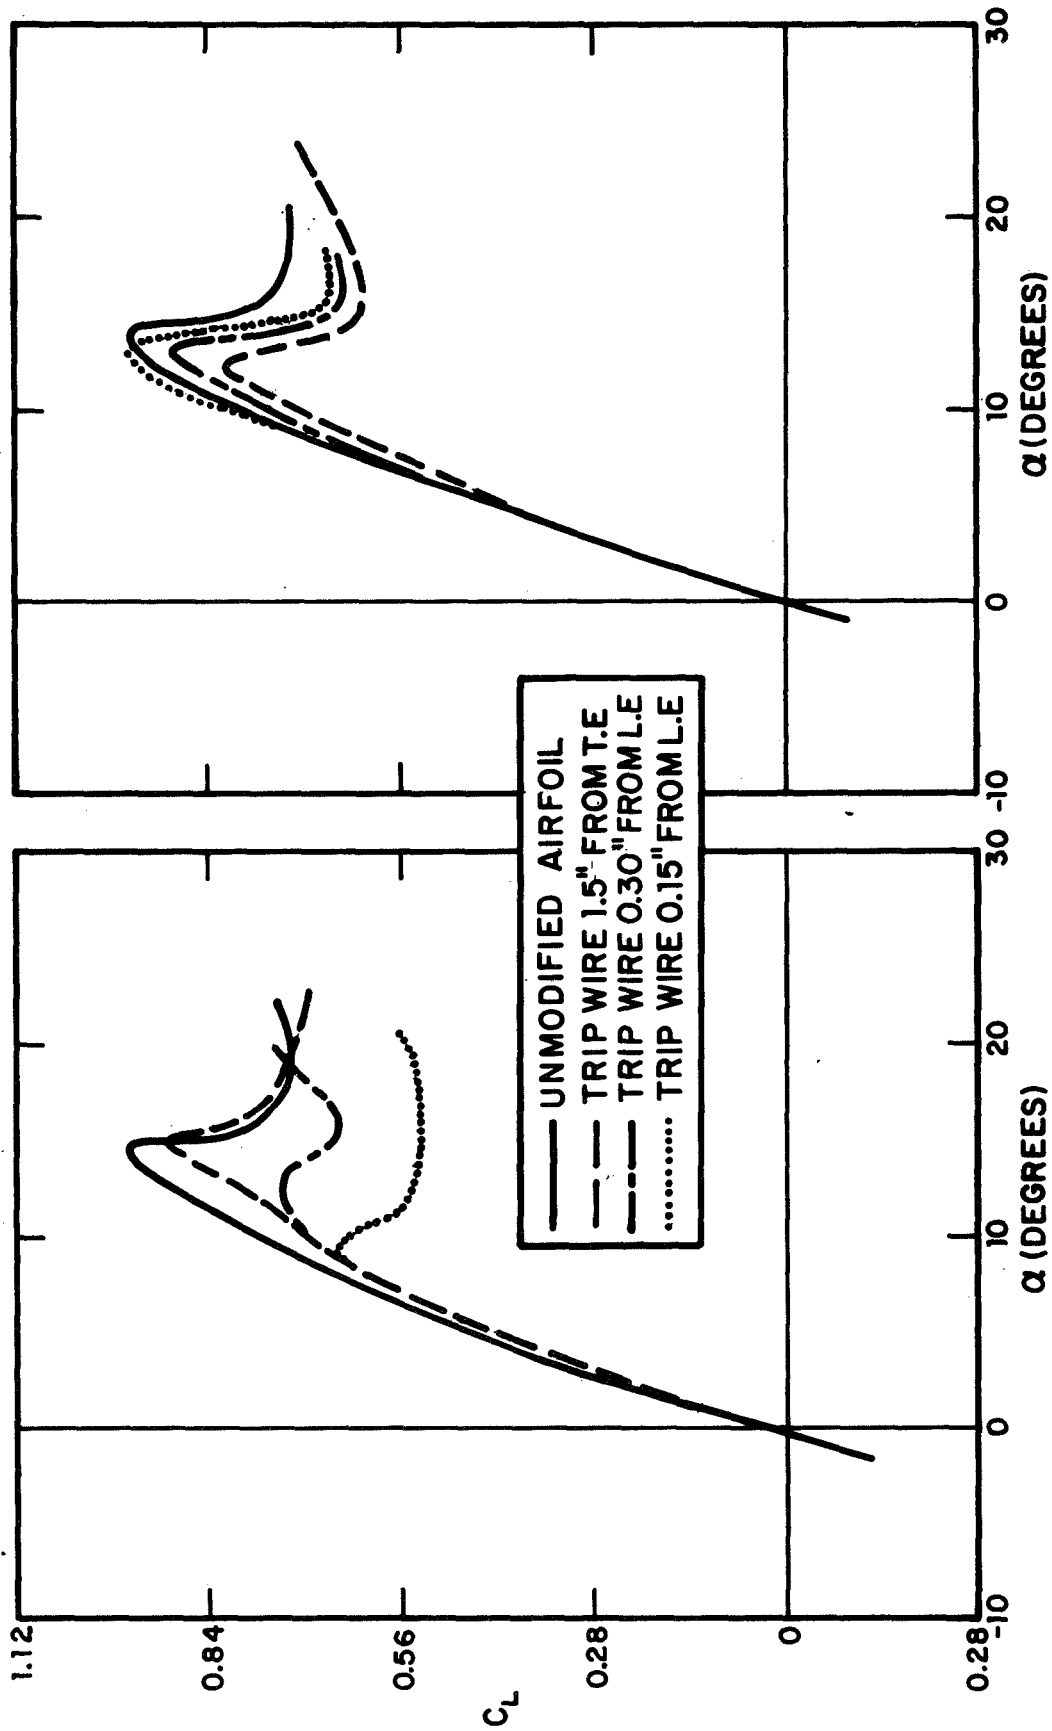 1.12
0.84
0.56
0.28
0
0.28
C_L
-10
0
10
20
30
α (DEGREES)
UNMODIFIED AIRFOIL
TRIP WIRE 1.5" FROM T.E
TRIP WIRE 0.30" FROM L.E
TRIP WIRE 0.15" FROM L.E
-10
0
10
20
30
α (DEGREES)